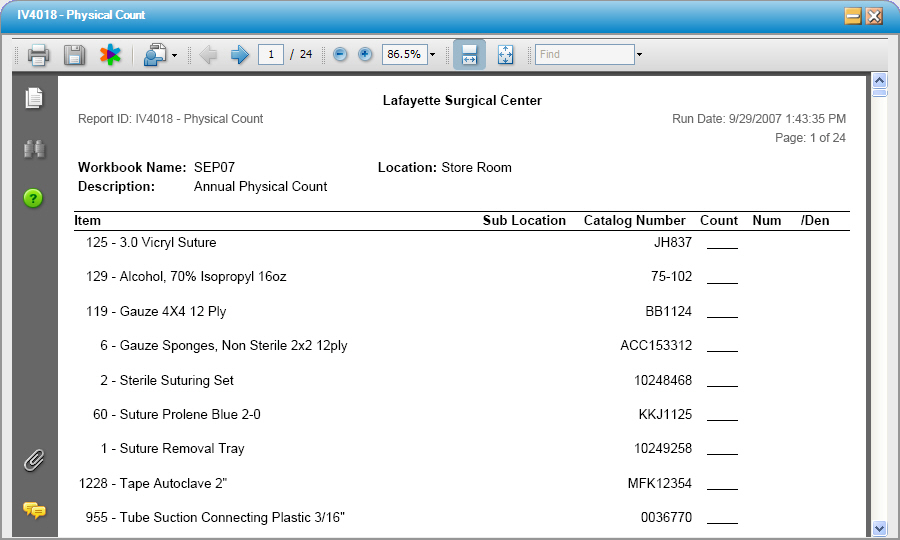 IV4018 - Physical Count
1 / 24 86.5% Find
Lafayette Surgical Center
Report ID: IV4018 - Physical Count Run Date: 9/29/2007 1:43:35 PM
Page: 1 of 24
Workbook Name: SEP07 Location: Store Room
Description: Annual Physical Count
Item Sub Location Catalog Number Count Num /Den
125 - 3.0 Vicryl Suture JH837 ____
129 - Alcohol, 70% Isopropyl 16oz 75-102 ____
119 - Gauze 4X4 12 Ply BB1124 ____
6 - Gauze Sponges, Non Sterile 2x2 12ply ACC153312 ____
2 - Sterile Suturing Set 10248468 ____
60 - Suture Prolene Blue 2-0 KKJ1125 ____
1 - Suture Removal Tray 10249258 ____
1228 - Tape Autoclave 2" MFK12354 ____
955 - Tube Suction Connecting Plastic 3/16" 0036770 ____